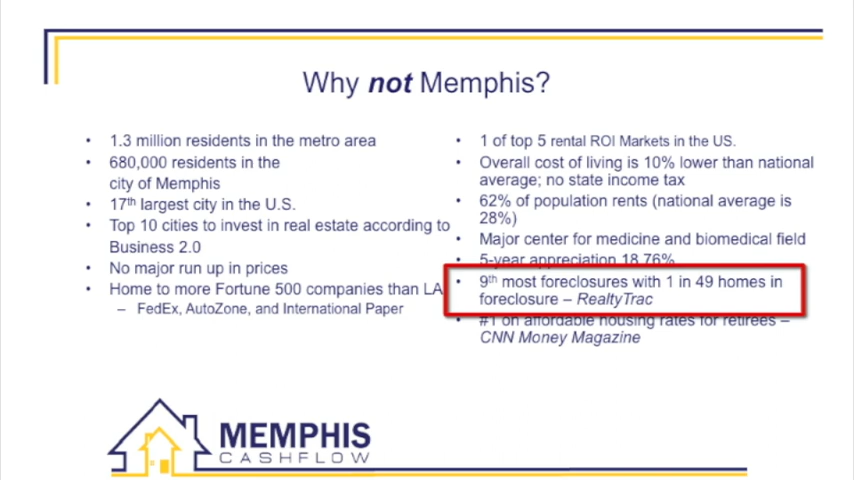 Why not Memphis?
• 1.3 million residents in the metro area
• 680,000 residents in the
city of Memphis
• 17th largest city in the U.S.
• Top 10 cities to invest in real estate according to
Business 2.0
• No major run up in prices
• Home to more Fortune 500 companies than LA
– FedEx, AutoZone, and International Paper
• 1 of top 5 rental ROI Markets in the US.
• Overall cost of living is 10% lower than national
average; no state income tax
• 62% of population rents (national average is
28%)
• Major center for medicine and biomedical field
• 5-year appreciation 18.76%
• 9th most foreclosures with 1 in 49 homes in
foreclosure – RealtyTrac
• #1 on affordable housing rates for retirees –
CNN Money Magazine
MEMPHIS
CASHFLOW